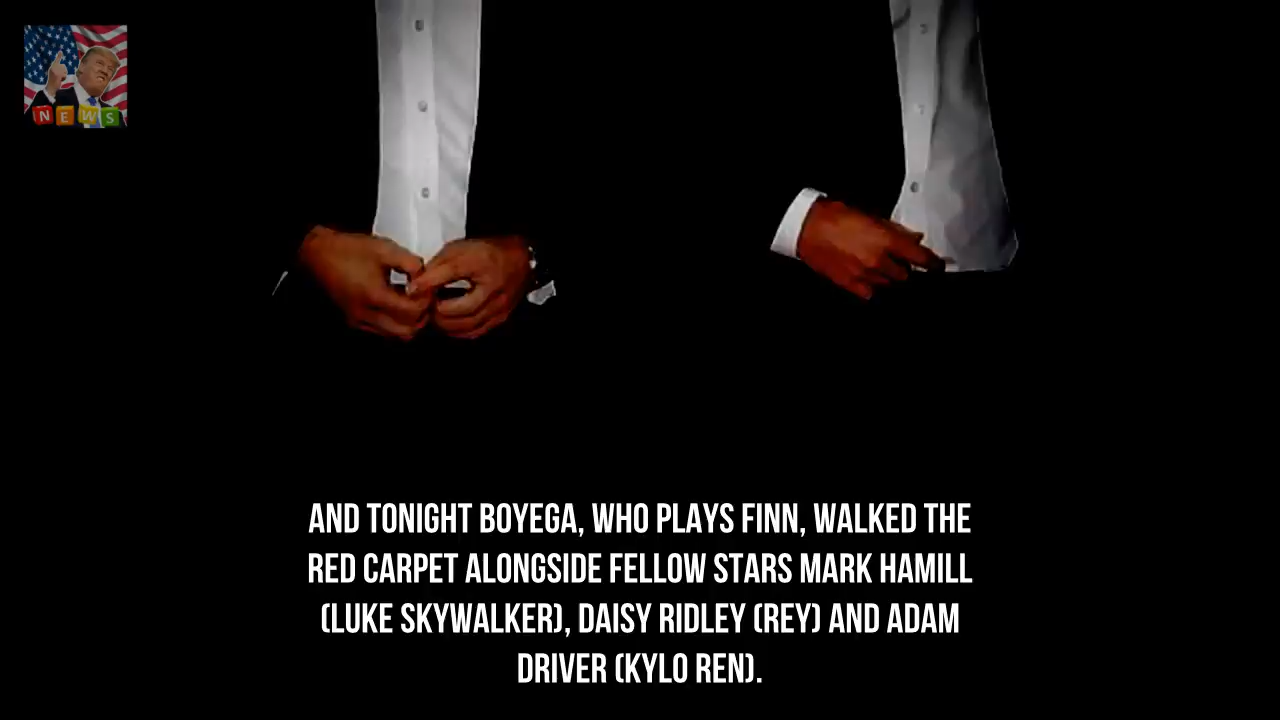 NEWS
AND TONIGHT BOYEGA, WHO PLAYS FINN, WALKED THE
RED CARPET ALONGSIDE FELLOW STARS MARK HAMILL
(LUKE SKYWALKER), DAISY RIDLEY (REY) AND ADAM
DRIVER (KYLO REN).